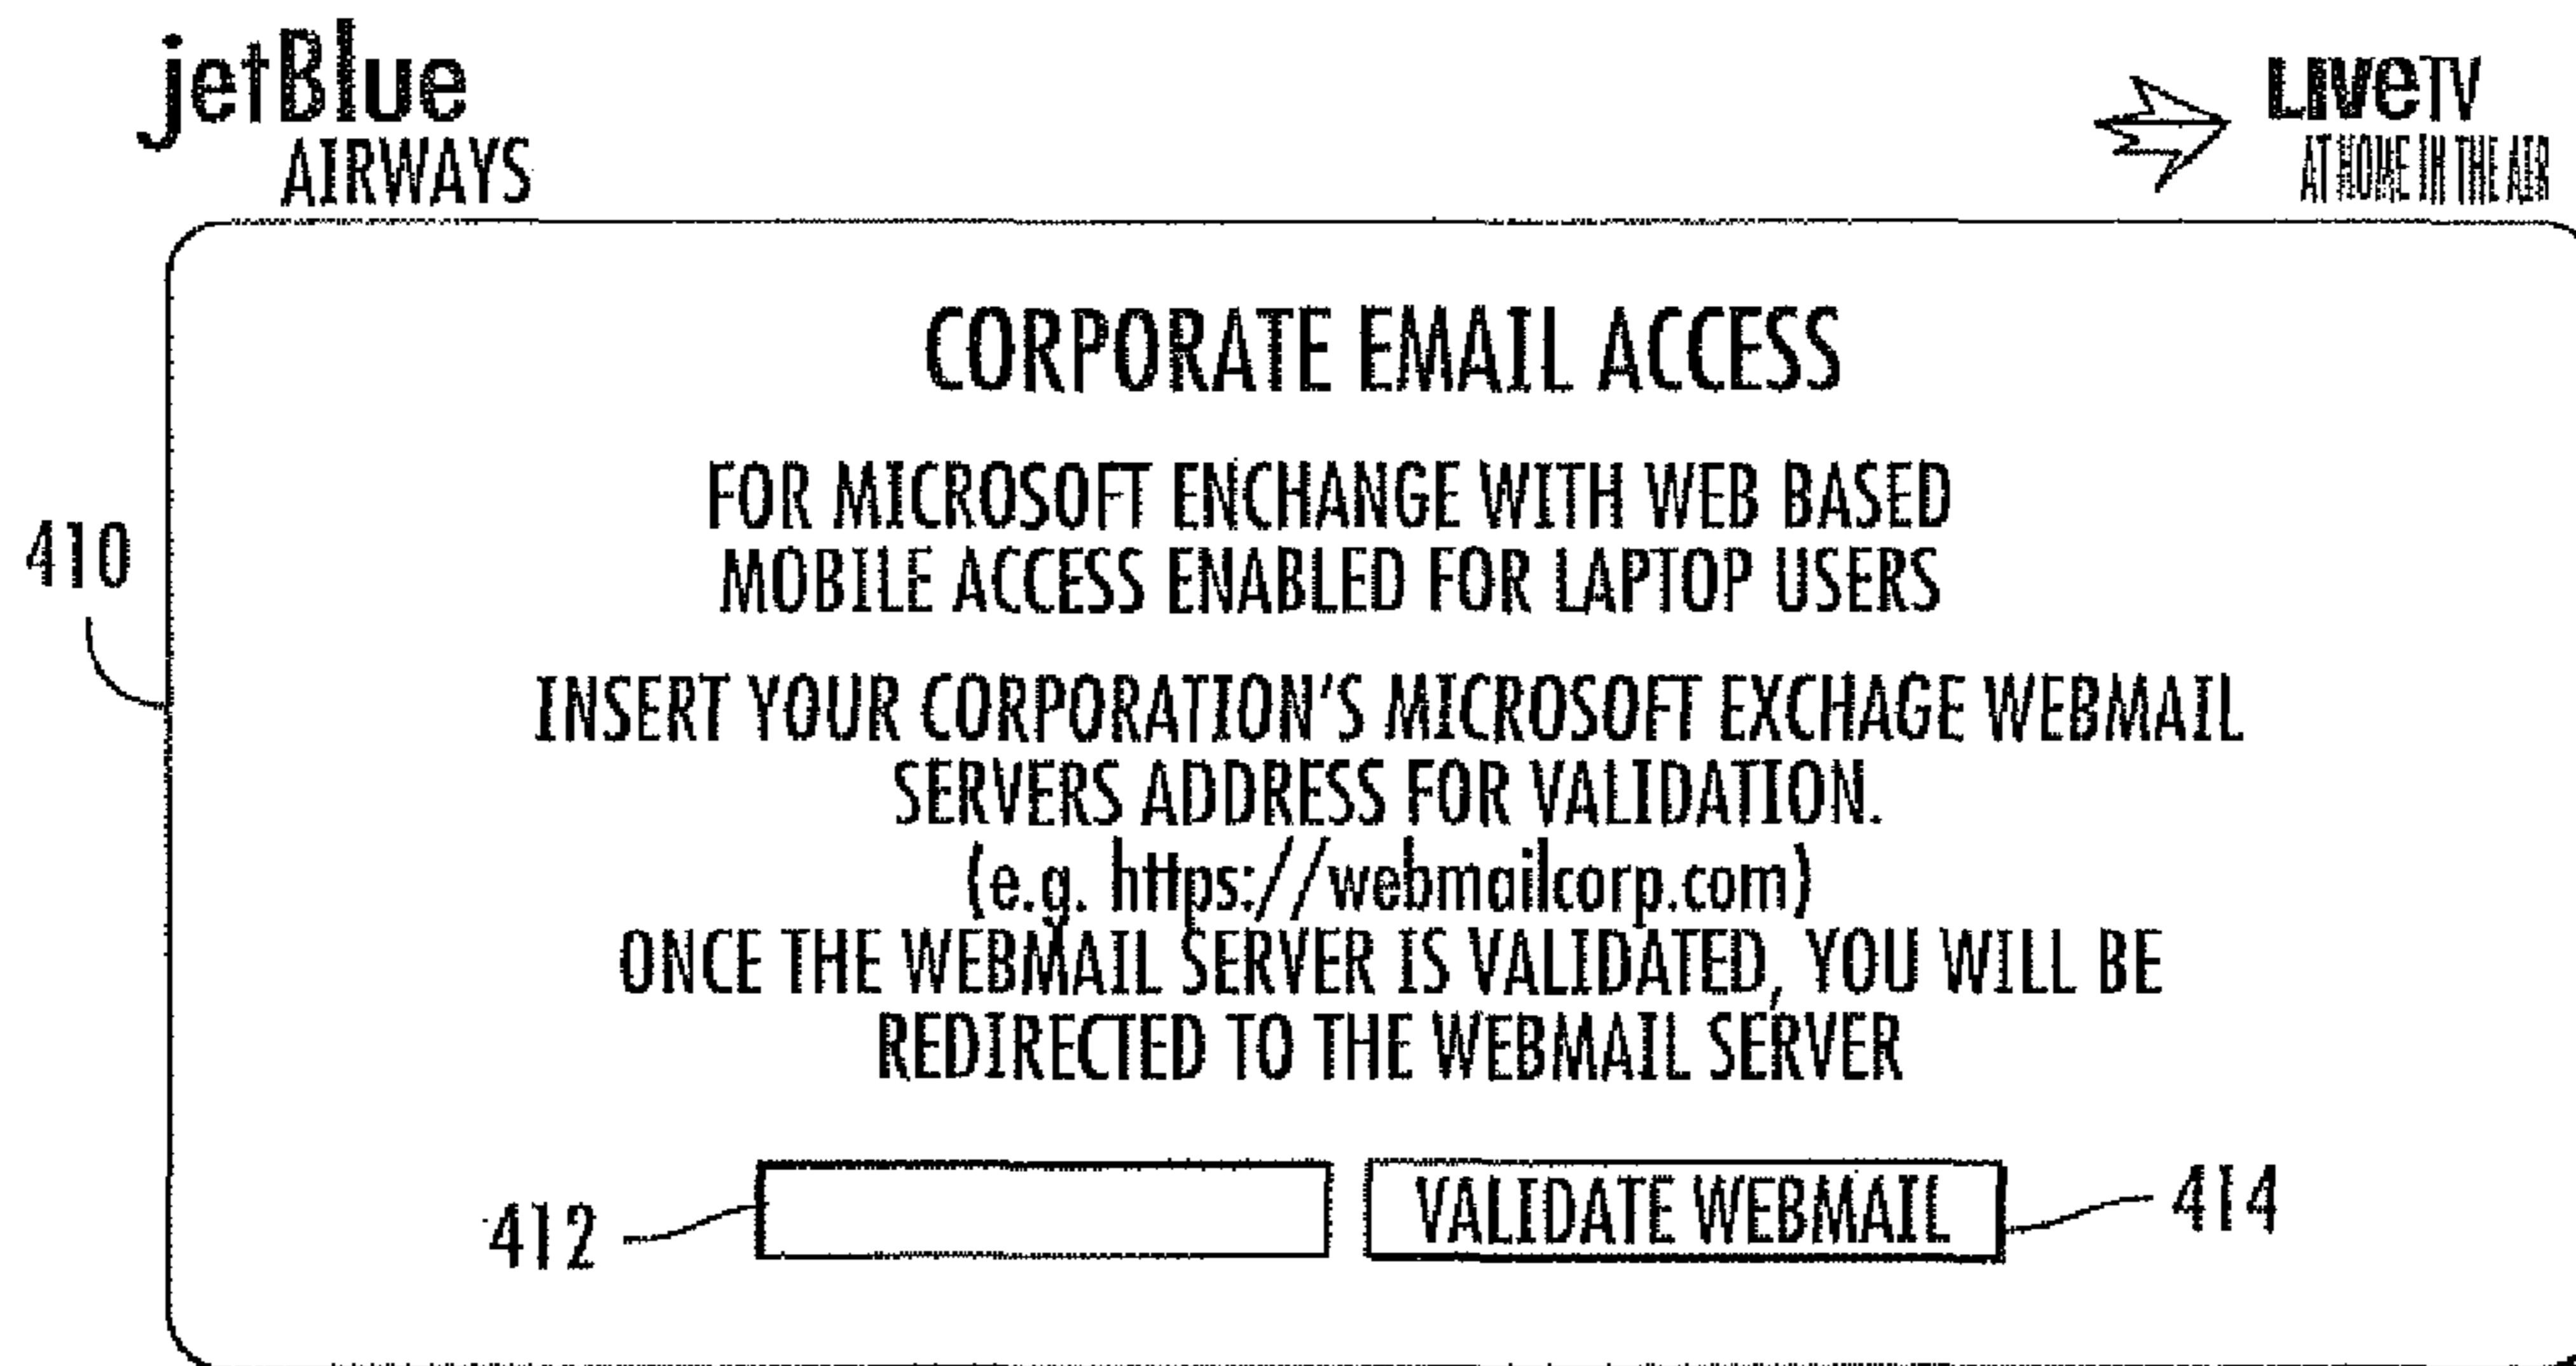 jetBlue
AIRWAYS
LIVETV
AT HOME IN THE AIR
CORPORATE EMAIL ACCESS
FOR MICROSOFT ENCHANGE WITH WEB BASED
MOBILE ACCESS ENABLED FOR LAPTOP USERS
410
INSERT YOUR CORPORATION'S MICROSOFT EXCHAGE WEBMAIL
SERVERS ADDRESS FOR VALIDATION.
(e.g. https://webmailcorp.com)
ONCE THE WEBMAIL SERVER IS VALIDATED, YOU WILL BE
REDIRECTED TO THE WEBMAIL SERVER
412
VALIDATE WEBMAIL
414